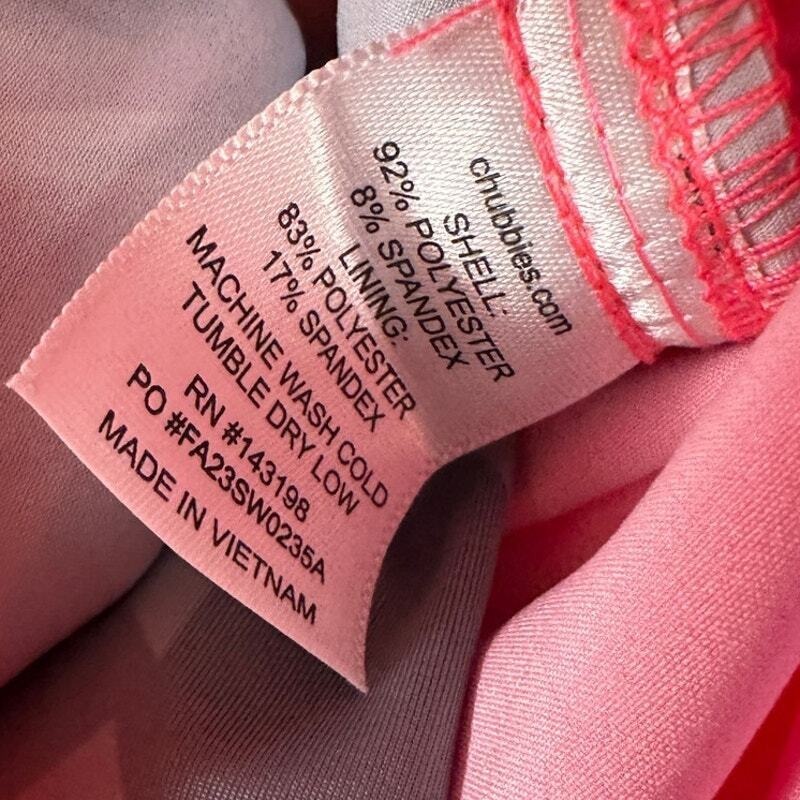 chubbies.com
SHELL:
92% POLYESTER
8% SPANDEX
LINING:
83% POLYESTER
17% SPANDEX
MACHINE WASH COLD
TUMBLE DRY LOW
RN #143198
PO #FA23SW0235A
MADE IN VIETNAM